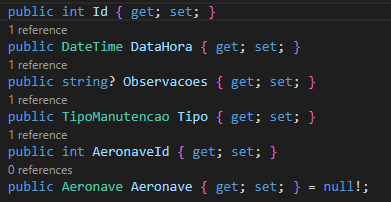 public int Id { get; set; }
1 reference
public DateTime DataHora { get; set; }
1 reference
public string? Observacoes { get; set; }
1 reference
public TipoManutencao Tipo { get; set; }
1 reference
public int AeronaveId { get; set; }
0 references
public Aeronave Aeronave { get; set; } = null!;